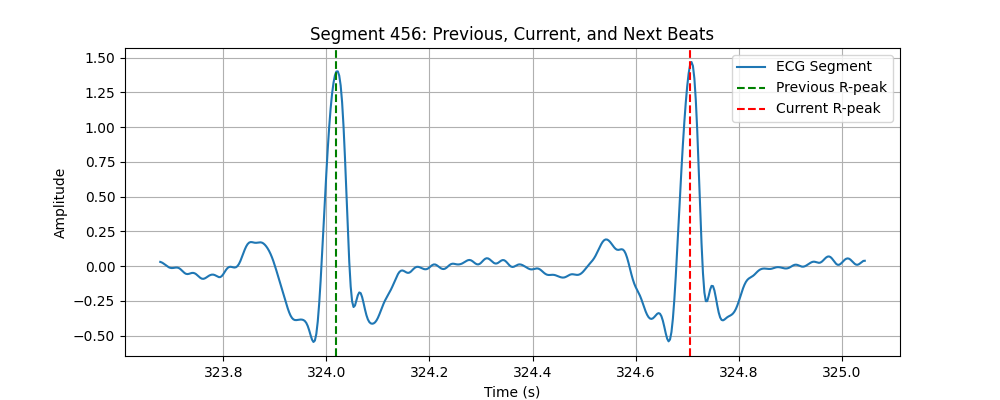 Segment 456: Previous, Current, and Next Beats
1.50
1.25
1.00
0.75
0.50
0.25
0.00
−0.25
−0.50
Amplitude
ECG Segment
Previous R-peak
Current R-peak
323.8 324.0 324.2 324.4 324.6 324.8 325.0
Time (s)